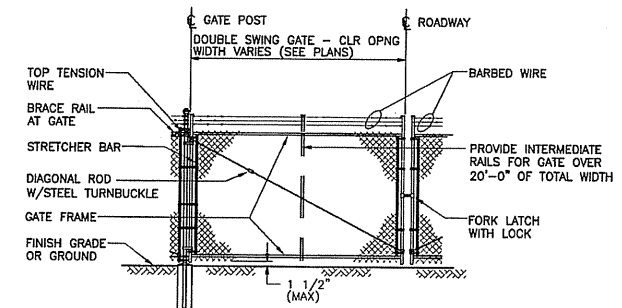 ℄ GATE POST
℄ ROADWAY
DOUBLE SWING GATE - CLR OPNG
WIDTH VARIES (SEE PLANS)
TOP TENSION
WIRE
BARBED WIRE
BRACE RAIL
AT GATE
STRETCHER BAR
PROVIDE INTERMEDIATE
RAILS FOR GATE OVER
20'-0" OF TOTAL WIDTH
DIAGONAL ROD
W/STEEL TURNBUCKLE
GATE FRAME
FORK LATCH
WITH LOCK
FINISH GRADE
OR GROUND
1 1/2"
(MAX)